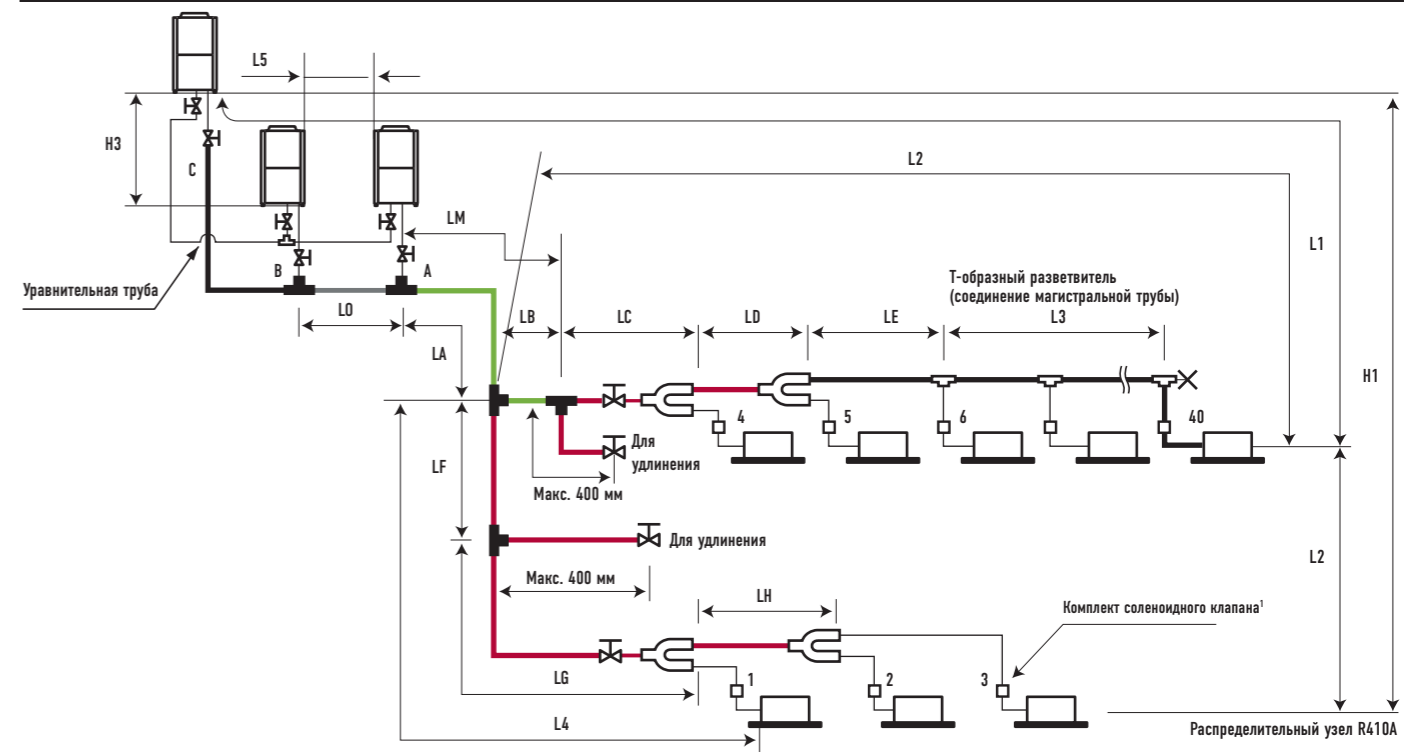 L5
H3
C
L2
LM
L1
B
A
Т-образный разветвитель
(соединение магистральной трубы)
Уравнительная труба
LO
LA
LB
LC
LD
LE
L3
H1
4
5
6
40
Для
удлинения
LF
Макс. 400 мм
Для удлинения
L2
Макс. 400 мм
LH
Комплект соленоидного клапана¹
1
2
3
LG
L4
Распределительный узел R410A